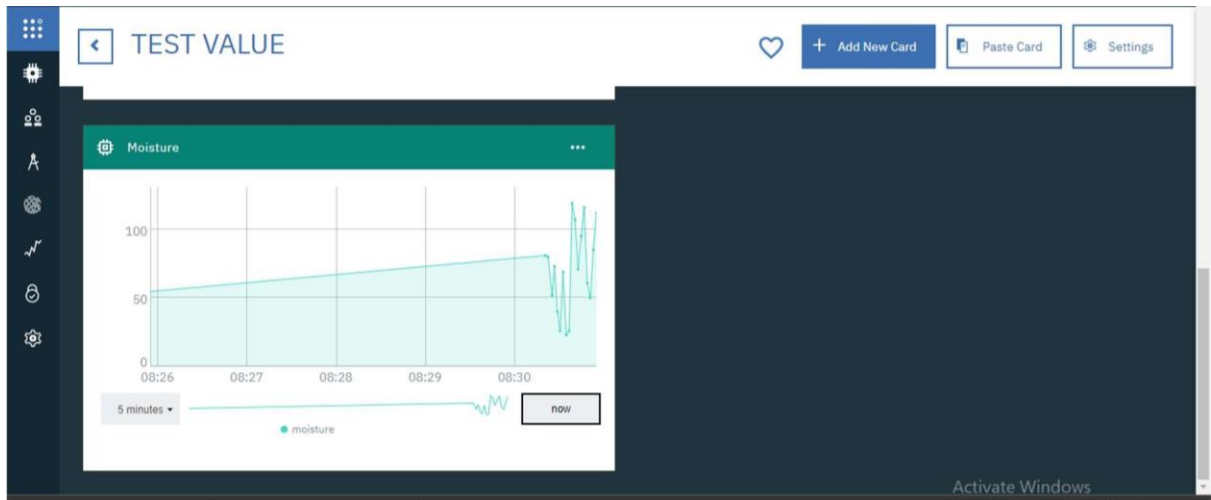 TEST VALUE
+ Add New Card
Paste Card
Settings
Moisture
100
50
0
08:26 08:27 08:28 08:29 08:30
5 minutes
now
moisture
Activate Windows